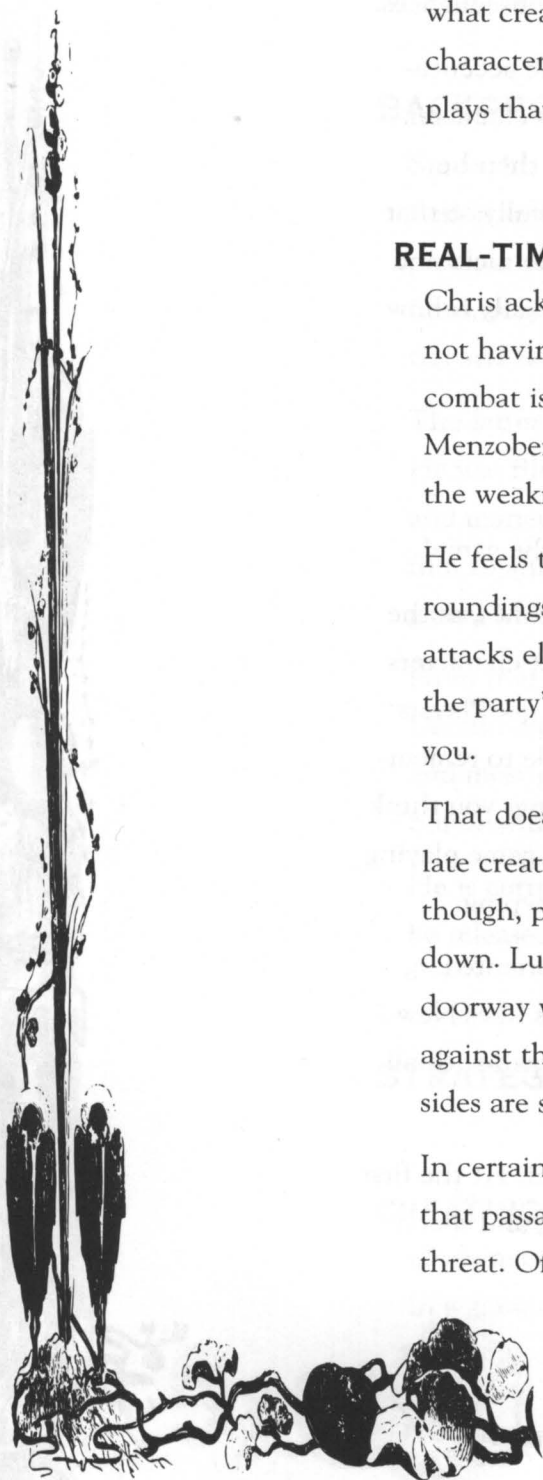 what crea
character
plays tha
REAL-TIM
Chris ack
not havin
combat is
Menzober
the weak
He feels t
roundings
attacks el
the party'
you.
That does
late creat
though, p
down. Lu
doorway w
against th
sides are s
In certain
that passa
threat. Of